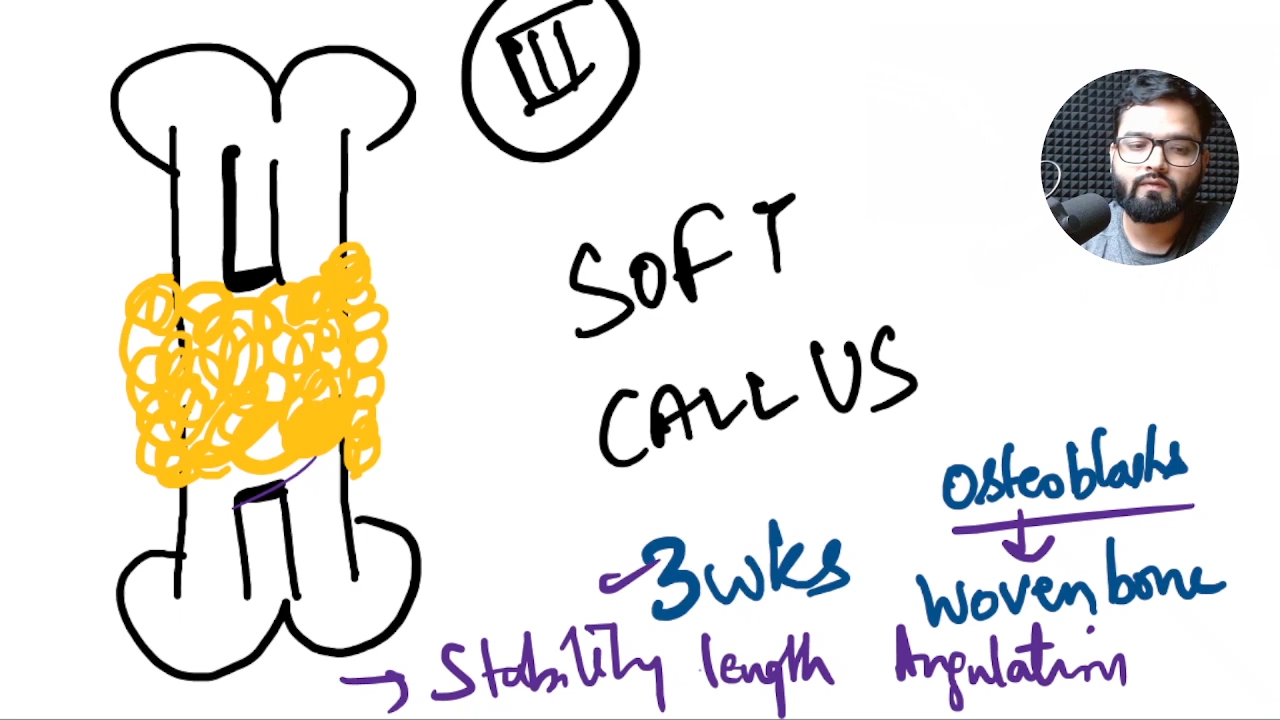 III
SOFT
CALLUS
Osteoblasts
3wks
Woven bone
Stability length Angulation